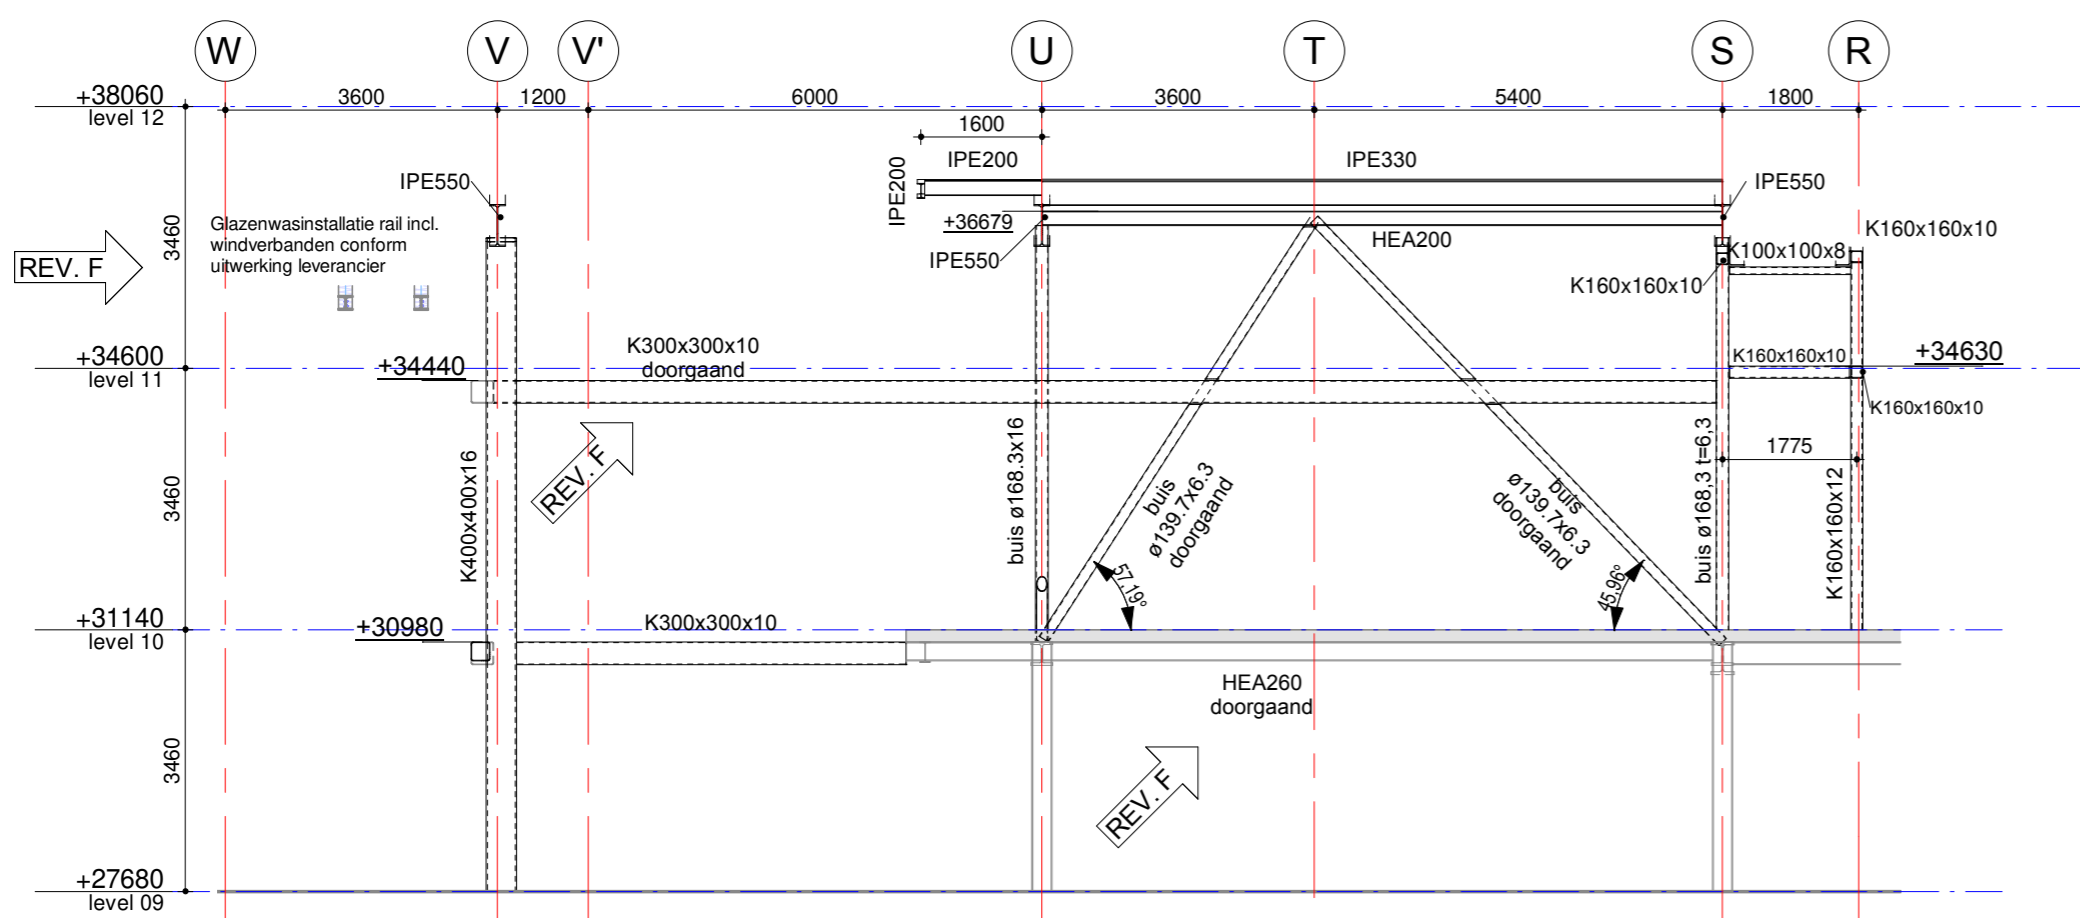 W
V
V'
U
T
S
R
+38060
level 12
3600
1200
6000
3600
5400
1800
1600
IPE200
IPE200
IPE330
IPE550
IPE550
+36679
IPE550
HEA200
Glazenwasinstallatie rail incl.
windverbanden conform
uitwerking leverancier
REV. F
3460
K160x160x10
K100x100x8
K160x160x10
+34600
level 11
+34440
K300x300x10
doorgaand
K160x160x10
+34630
K160x160x10
1775
3460
K400x400x16
REV. F
buis ø168.3x16
buis
ø139.7x6.3
doorgaand
57,19°
buis
ø139.7x6.3
doorgaand
45,96°
buis ø168,3 t=6,3
K160x160x12
+31140
level 10
+30980
K300x300x10
HEA260
doorgaand
3460
REV. F
+27680
level 09